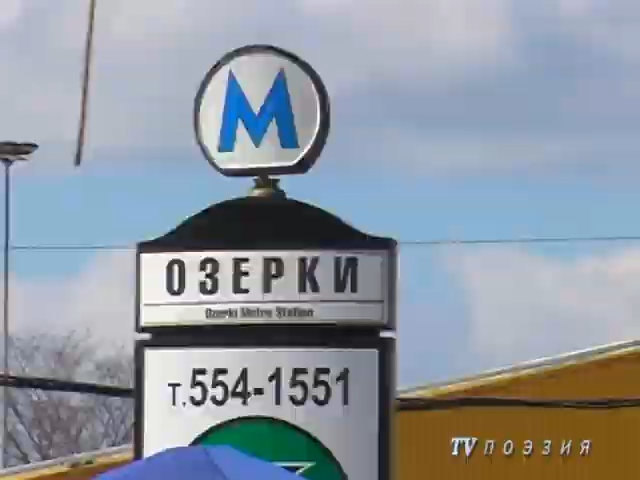 М
ОЗЕРКИ
Ozerki Metro Station
т.554-1551
TV поэзия